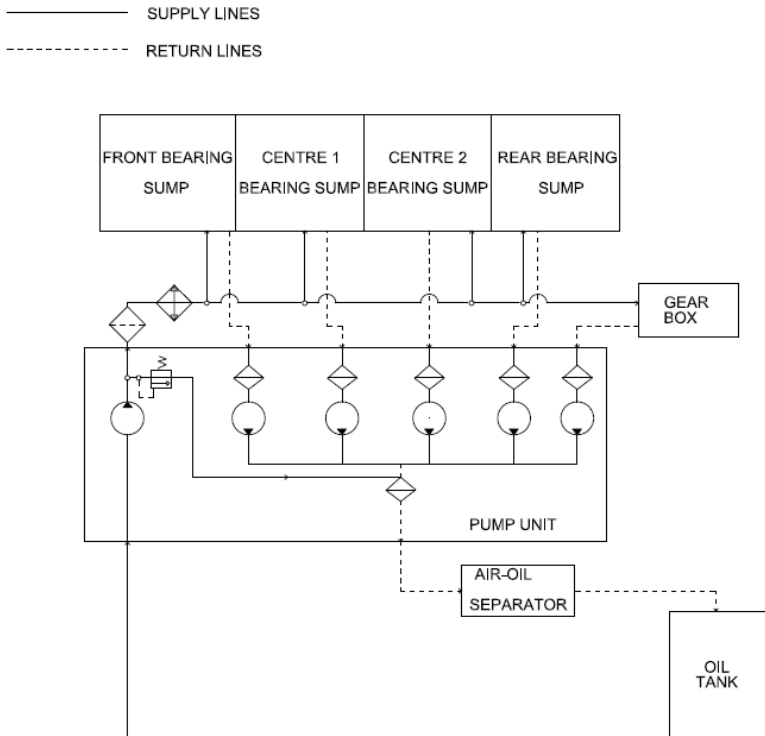 SUPPLY LINES
RETURN LINES
FRONT BEARING
SUMP
CENTRE 1
BEARING SUMP
CENTRE 2
BEARING SUMP
REAR BEARING
SUMP
GEAR
BOX
PUMP UNIT
AIR-OIL
SEPARATOR
OIL
TANK